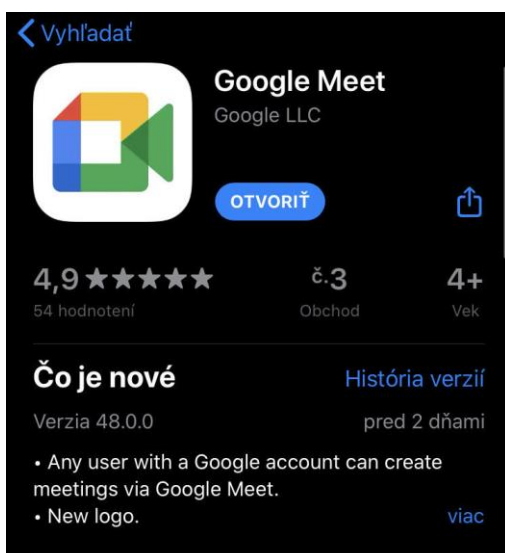 Vyhľadať
Google Meet
Google LLC
OTVORIŤ
4,9
č.3
4+
54 hodnotení
Obchod
Vek
Čo je nové
História verzií
Verzia 48.0.0
pred 2 dňami
• Any user with a Google account can create
meetings via Google Meet.
• New logo.
viac